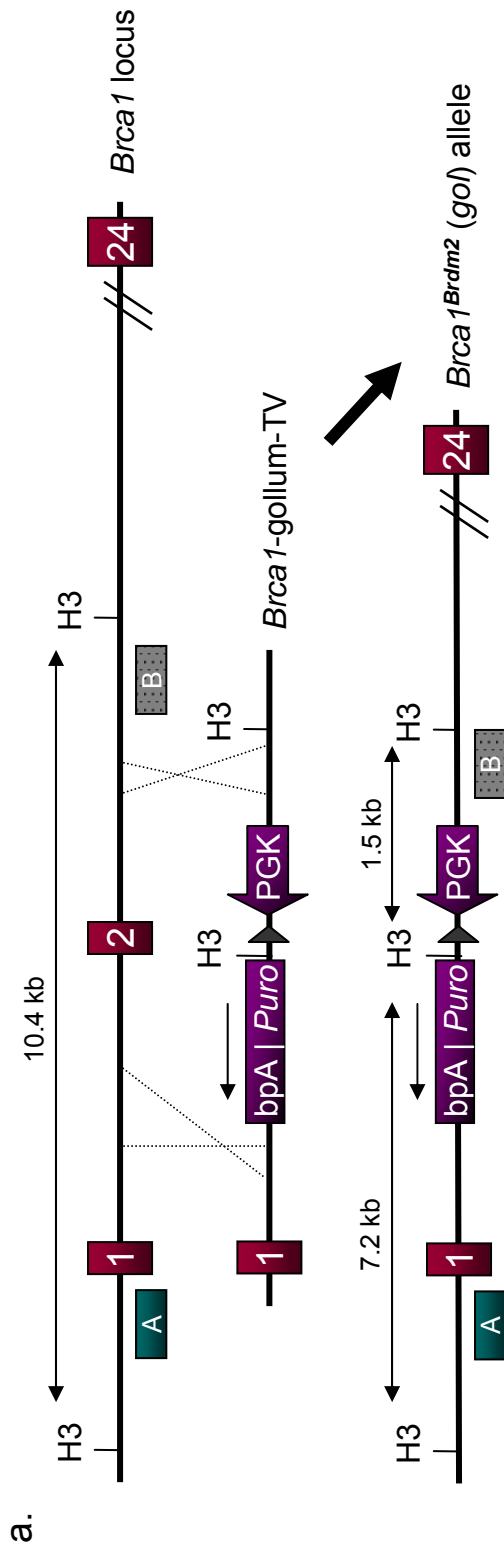 a.
10.4 kb
H3
H3
1
2
24
Brca1 locus
A
B
H3
H3
1
bpA | Puro
PGK
Brca1-gollum-TV
7.2 kb
1.5 kb
H3
H3
H3
1
bpA | Puro
PGK
24
Brca1Brdm2 (gol) allele
A
B